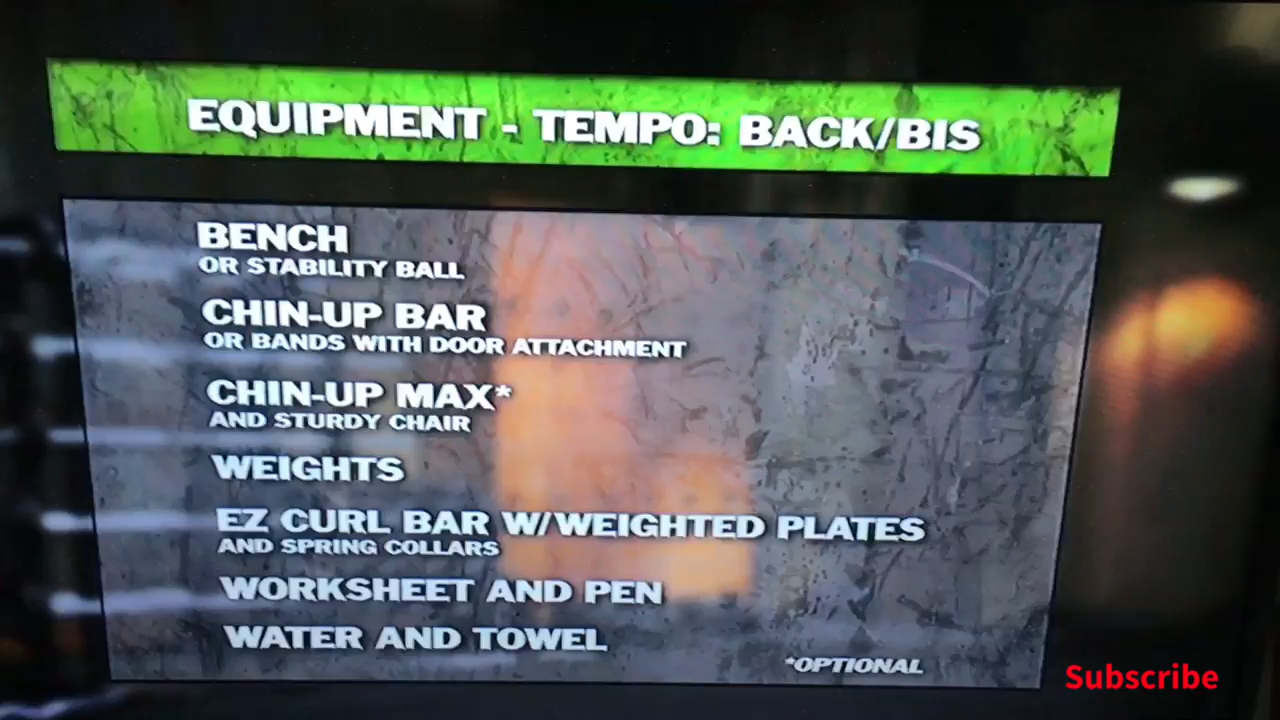 EQUIPMENT - TEMPO: BACK/BIS
BENCH
OR STABILITY BALL
CHIN-UP BAR
OR BANDS WITH DOOR ATTACHMENT
CHIN-UP MAX*
AND STURDY CHAIR
WEIGHTS
EZ CURL BAR W/WEIGHTED PLATES
AND SPRING COLLARS
WORKSHEET AND PEN
WATER AND TOWEL
*OPTIONAL
Subscribe